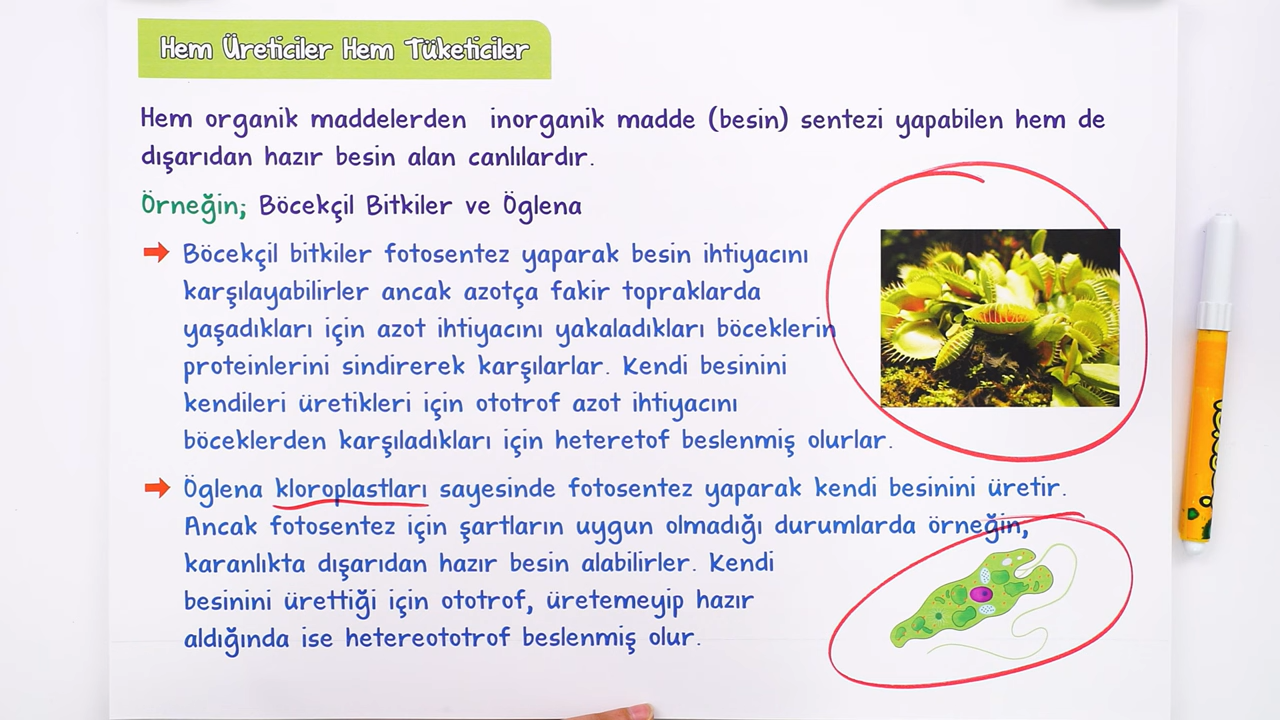 Hem Üreticiler Hem Tüketiciler
Hem organik maddelerden inorganik madde (besin) sentezi yapabilen hem de
dışarıdan hazır besin alan canlılardır.
Örneğin; Böcekçil Bitkiler ve Öglena
Böcekçil bitkiler fotosentez yaparak besin ihtiyacını
karşılayabilirler ancak azotça fakir topraklarda
yaşadıkları için azot ihtiyacını yakaladıkları böceklerin
proteinlerini sindirerek karşılarlar. Kendi besinini
kendileri üretikleri için ototrof azot ihtiyacını
böceklerden karşıladıkları için heteretof beslenmiş olurlar.
Öglena kloroplastları sayesinde fotosentez yaparak kendi besinini üretir.
Ancak fotosentez için şartların uygun olmadığı durumlarda örneğin,
karanlıkta dışarıdan hazır besin alabilirler. Kendi
besinini ürettiği için ototrof, üretemeyip hazır
aldığında ise hetereototrof beslenmiş olur.